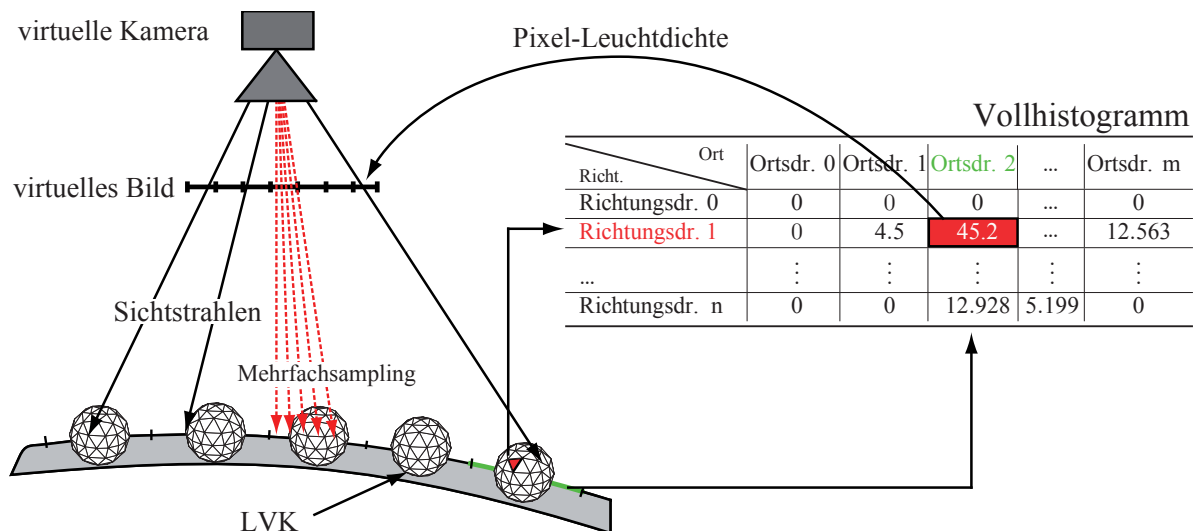 virtuelle Kamera
Pixel-Leuchtdichte
Vollhistogramm
Ort
Richt.
Ortsdr. 0 Ortsdr. 1 Ortsdr. 2 ... Ortsdr. m
Richtungsdr. 0 0 0 0 ... 0
Richtungsdr. 1 0 4.5 45.2 ... 12.563
... ⋮ ⋮ ⋮ ⋮ ⋮
Richtungsdr. n 0 0 12.928 5.199 0
virtuelles Bild
Sichtstrahlen
Mehrfachsampling
LVK